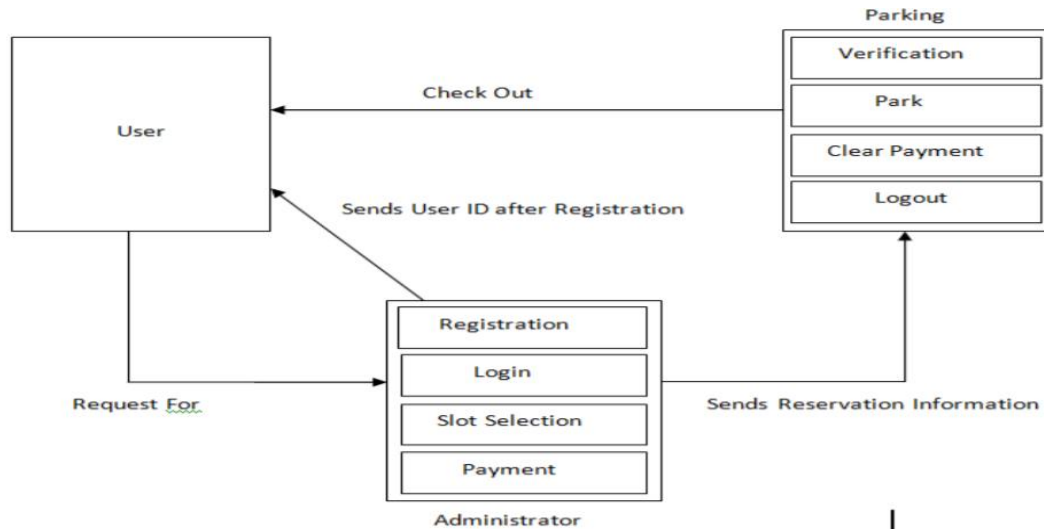 Parking
Verification
Check Out
Park
User
Clear Payment
Logout
Sends User ID after Registration
Registration
Login
Request For
Sends Reservation Information
Slot Selection
Payment
Administrator